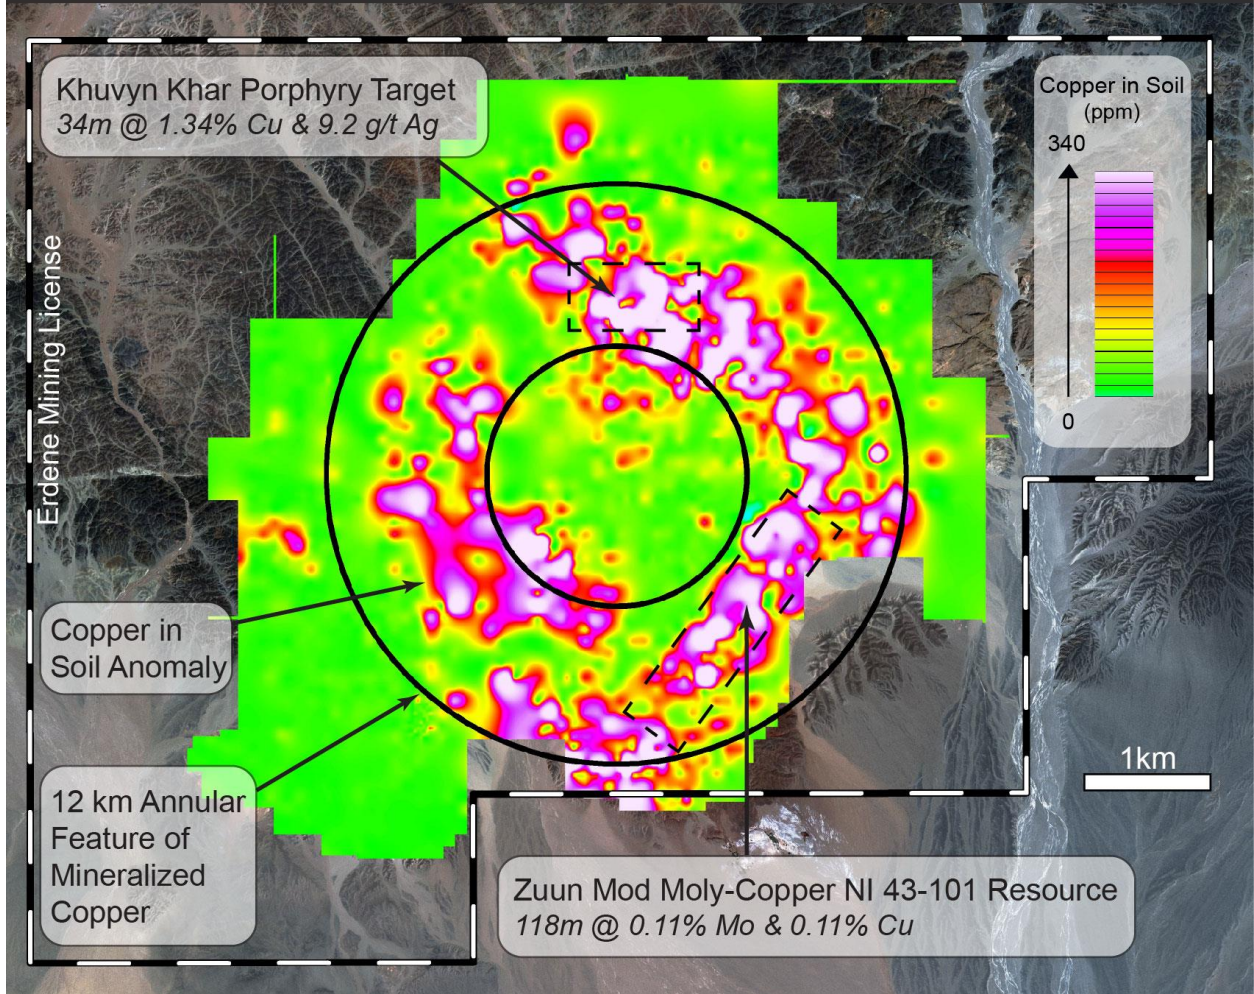 Khuvyn Khar Porphyry Target
34m @ 1.34% Cu & 9.2 g/t Ag
Copper in Soil
(ppm)
340
0
Erdene Mining License
Copper in
Soil Anomaly
12 km Annular
Feature of
Mineralized
Copper
1km
Zuun Mod Moly-Copper NI 43-101 Resource
118m @ 0.11% Mo & 0.11% Cu